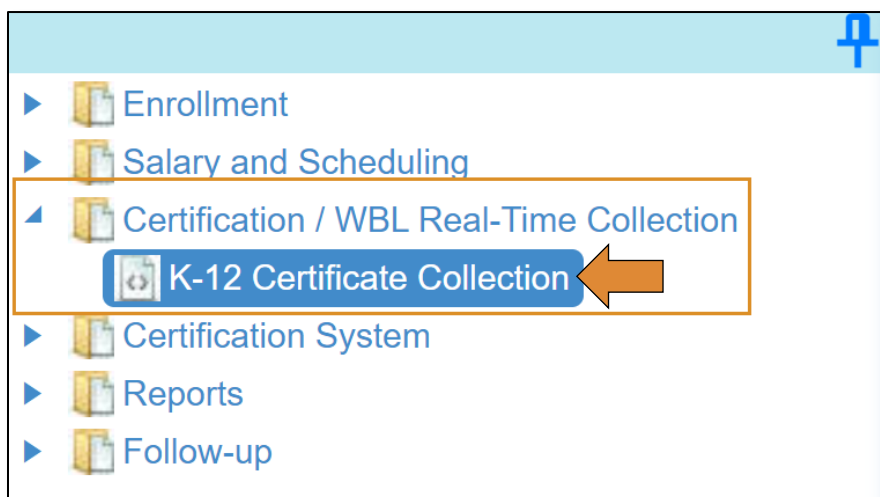 Enrollment
Salary and Scheduling
Certification / WBL Real-Time Collection
K-12 Certificate Collection
Certification System
Reports
Follow-up